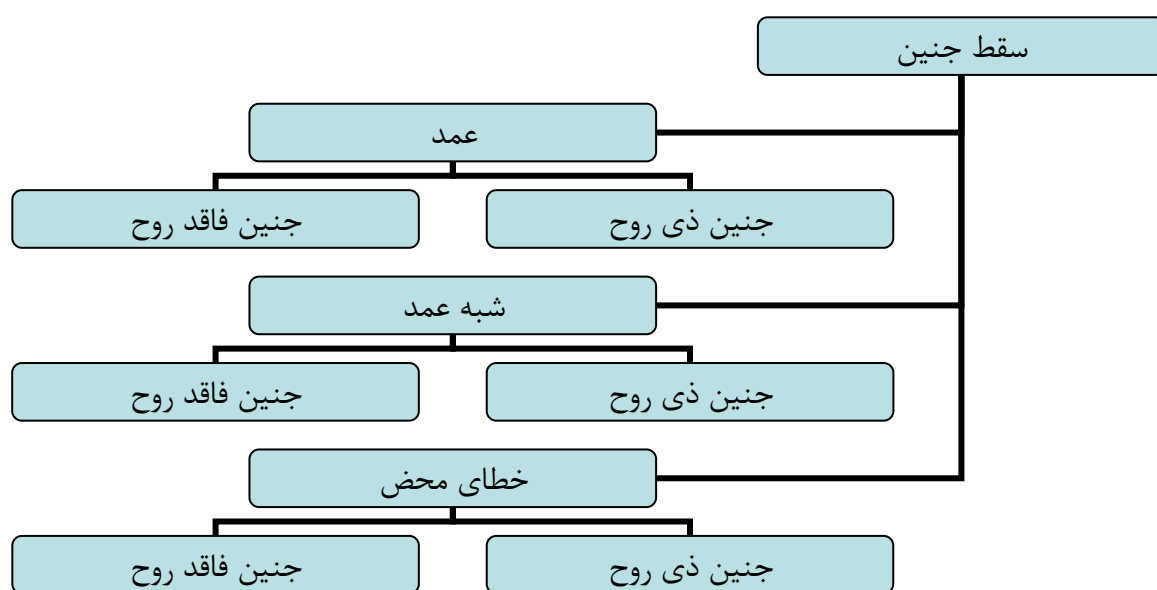 سقط جنین
عمد
جنین ذی روح
جنین فاقد روح
شبه عمد
جنین ذی روح
جنین فاقد روح
خطای محض
جنین ذی روح
جنین فاقد روح